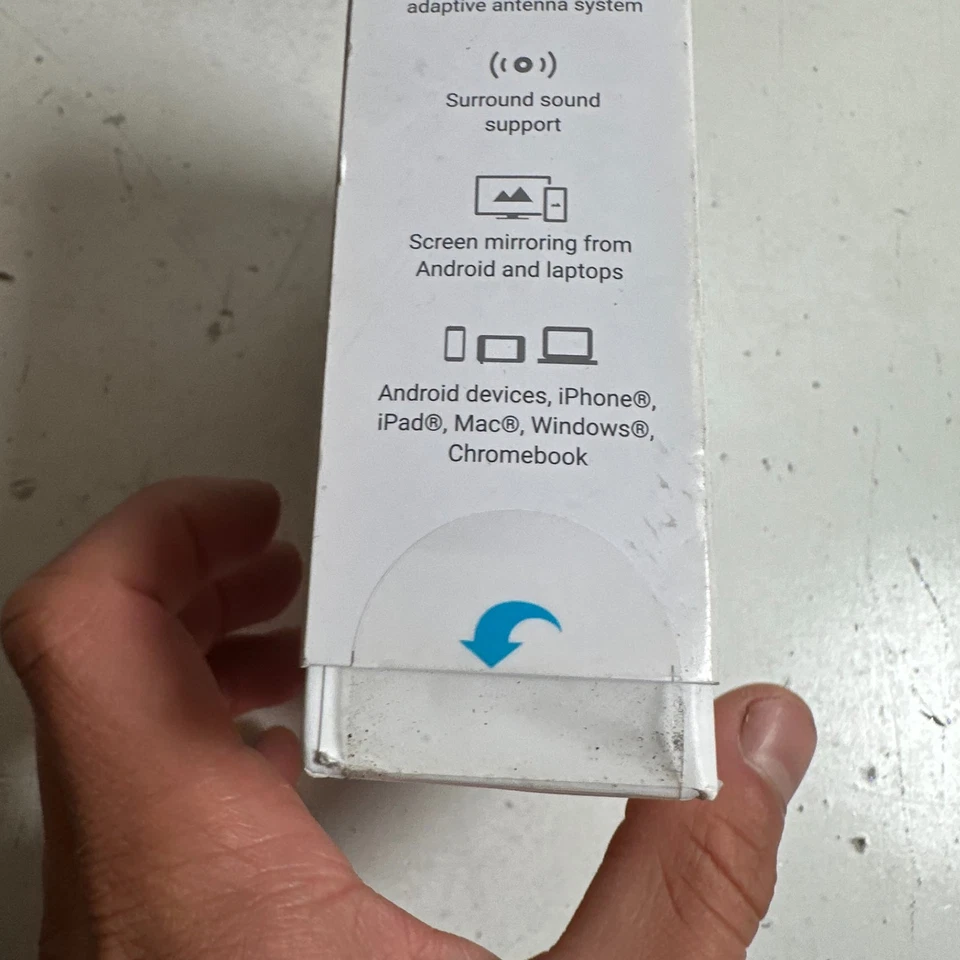 adaptive antenna system
Surround sound
support
Screen mirroring from
Android and laptops
Android devices, iPhone®,
iPad®, Mac®, Windows®,
Chromebook